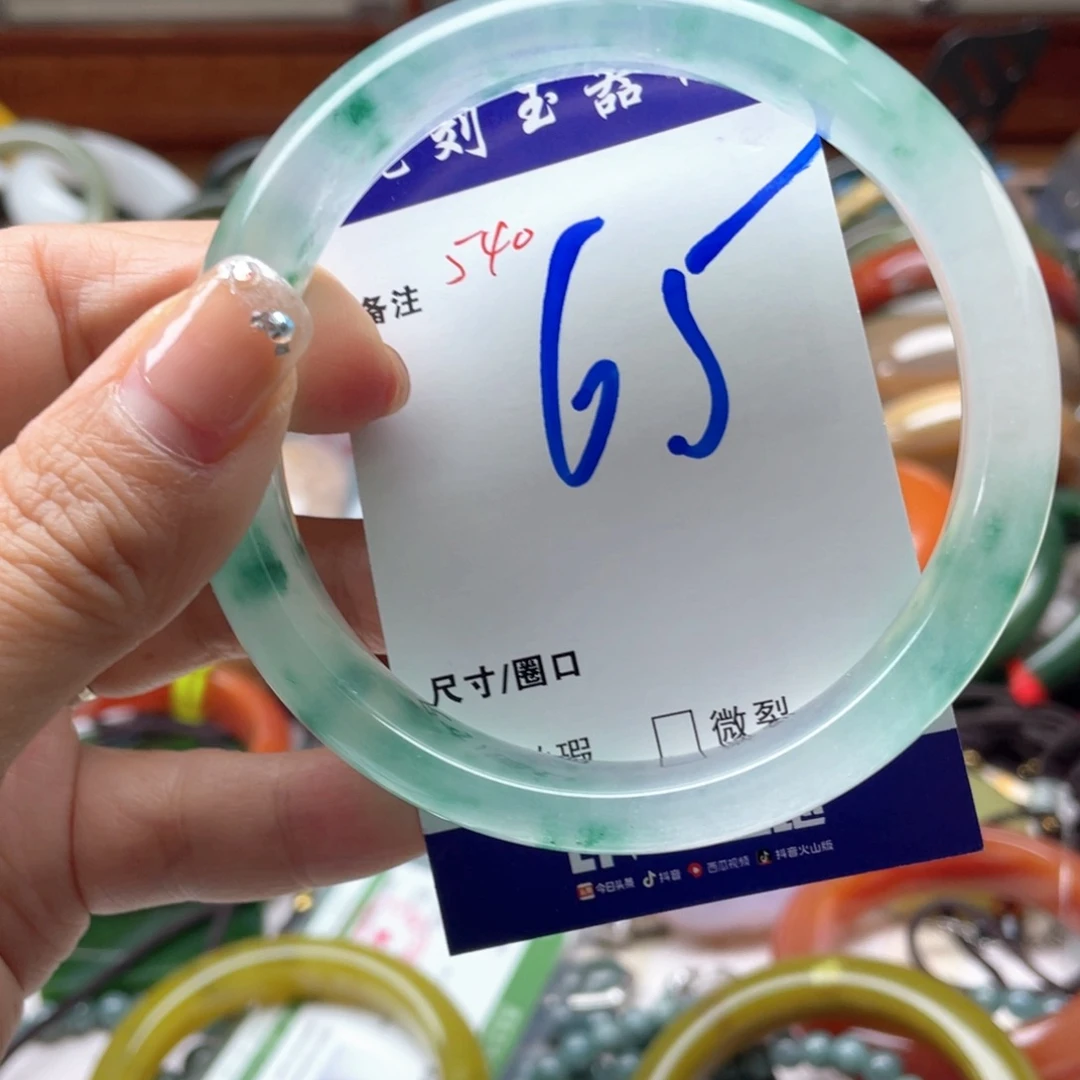 刻玉器
540
65
备注
尺寸/圈口
瑕 微裂
今日头条 抖音 西瓜视频 抖音火山版